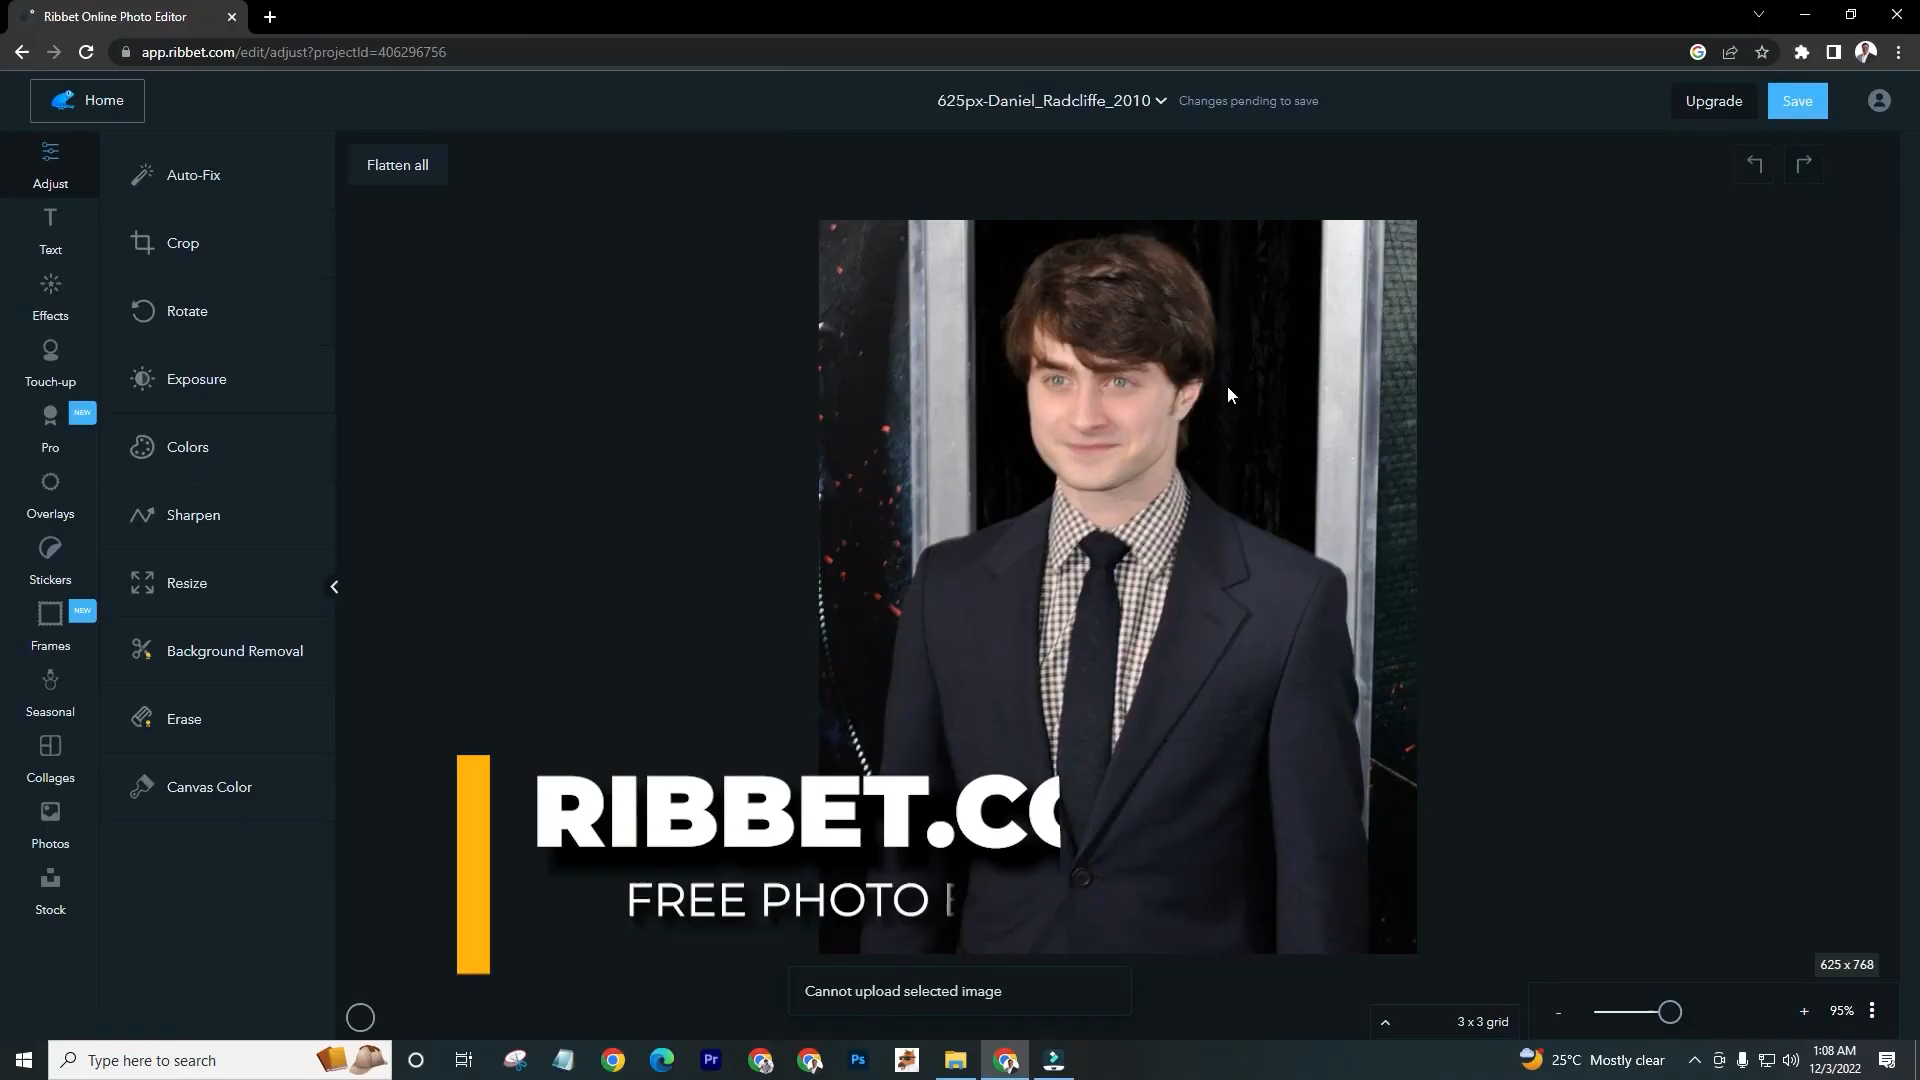 Ribbet Online Photo Editor
app.ribbet.com/edit/adjust?projectId=406296756
Home
625px-Daniel_Radcliffe_2010
Changes pending to save
Upgrade
Save
Adjust
Text
Effects
Touch-up
NEW
Pro
Overlays
Stickers
NEW
Frames
Seasonal
Collages
Photos
Stock
Auto-Fix
Crop
Rotate
Exposure
Colors
Sharpen
Resize
Background Removal
Erase
Canvas Color
Flatten all
RIBBET.CO
FREE PHOTO E
Cannot upload selected image
625 x 768
3 x 3 grid
- + 95%
Type here to search
Pr
Ps
25°C Mostly clear
1:08 AM
12/3/2022